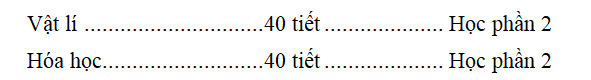 Vật lí ................................40 tiết ..................... Học phần 2
Hóa học............................40 tiết ..................... Học phần 2